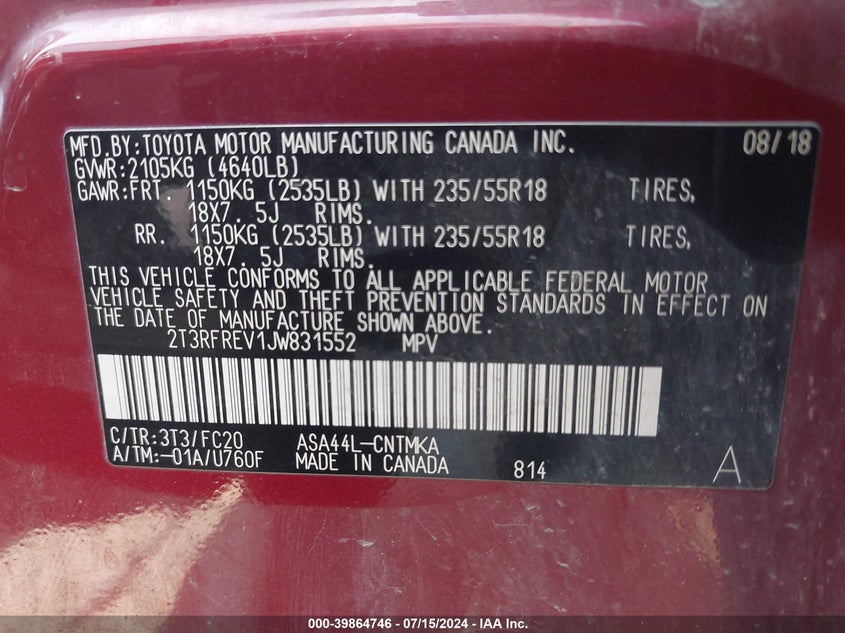 MFD.BY:TOYOTA MOTOR MANUFACTURING CANADA INC. 08/18
GVWR:2105KG (4640LB)
GAWR:FRT. 1150KG (2535LB) WITH 235/55R18 TIRES,
18X7. 5J RIMS.
RR. 1150KG (2535LB) WITH 235/55R18 TIRES,
18X7. 5J RIMS.
THIS VEHICLE CONFORMS TO ALL APPLICABLE FEDERAL MOTOR
VEHICLE SAFETY AND THEFT PREVENTION STANDARDS IN EFFECT ON
THE DATE OF MANUFACTURE SHOWN ABOVE.
2T3RFREV1JW831552 MPV
C/TR:3T3/FC20 ASA44L-CNTMKA
A/TM:-01A/U760F MADE IN CANADA 814 A
000-39864746 - 07/15/2024 - IAA Inc.